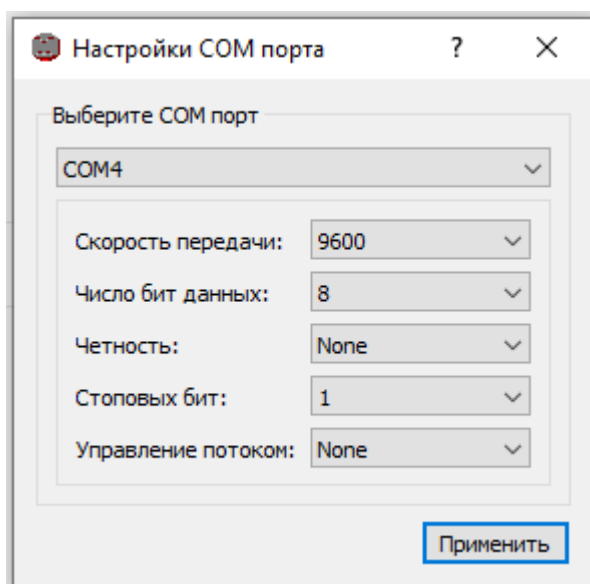 Настройки COM порта ?
Выберите COM порт
COM4
Скорость передачи: 9600
Число бит данных: 8
Четность: None
Стоповых бит: 1
Управление потоком: None
Применить